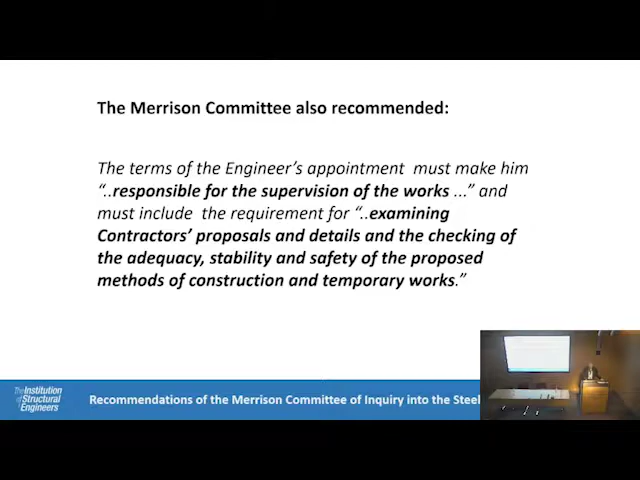 The Merrison Committee also recommended:
The terms of the Engineer's appointment must make him
“..responsible for the supervision of the works ...” and
must include the requirement for “..examining
Contractors' proposals and details and the checking of
the adequacy, stability and safety of the proposed
methods of construction and temporary works.”
The Institution
of Structural
Engineers
Recommendations of the Merrison Committee of Inquiry into the Steel